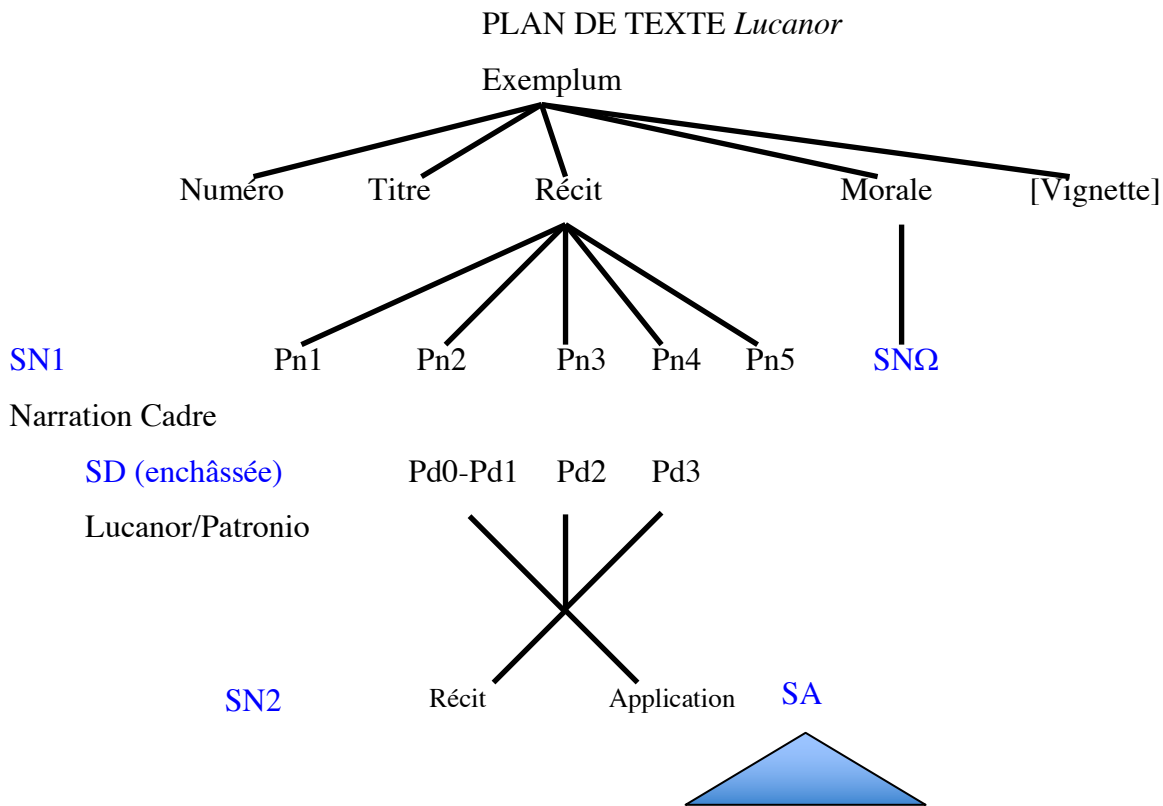 PLAN DE TEXTE Lucanor
Exemplum
Numéro Titre Récit Morale [Vignette]
SN1 Pn1 Pn2 Pn3 Pn4 Pn5 SNΩ
Narration Cadre
SD (enchâssée) Pd0-Pd1 Pd2 Pd3
Lucanor/Patronio
SN2 Récit Application SA